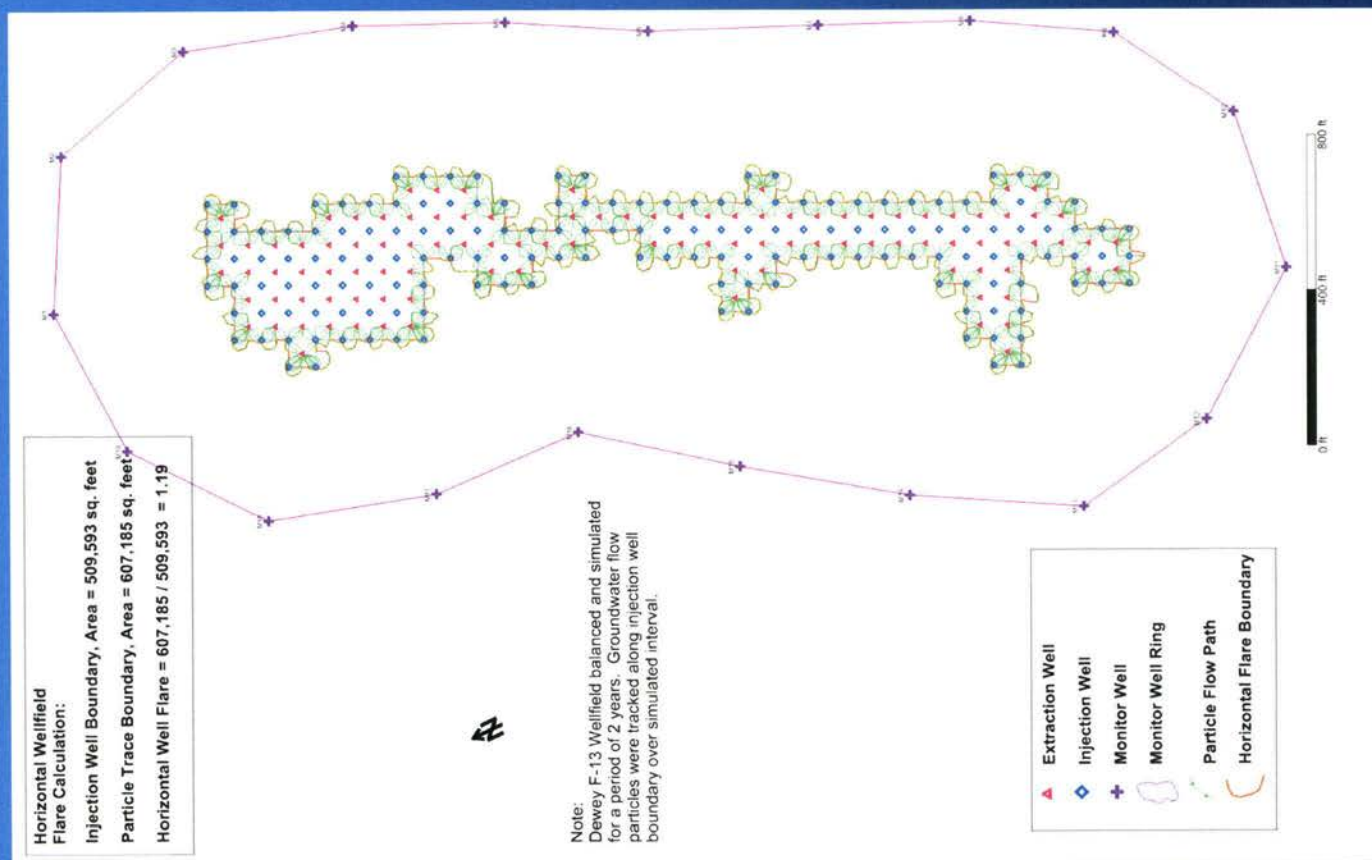 Horizontal Wellfield
Flare Calculation:
Injection Well Boundary, Area = 509,593 sq. feet
Particle Trace Boundary, Area = 607,185 sq. feet
Horizontal Well Flare = 607,185 / 509,593 = 1.19
N
Note:
Dewey F-13 Wellfield balanced and simulated
for a period of 2 years. Groundwater flow
particles were tracked along injection well
boundary over simulated interval.
Extraction Well
Injection Well
Monitor Well
Monitor Well Ring
Particle Flow Path
Horizontal Flare Boundary
0 ft
400 ft
800 ft